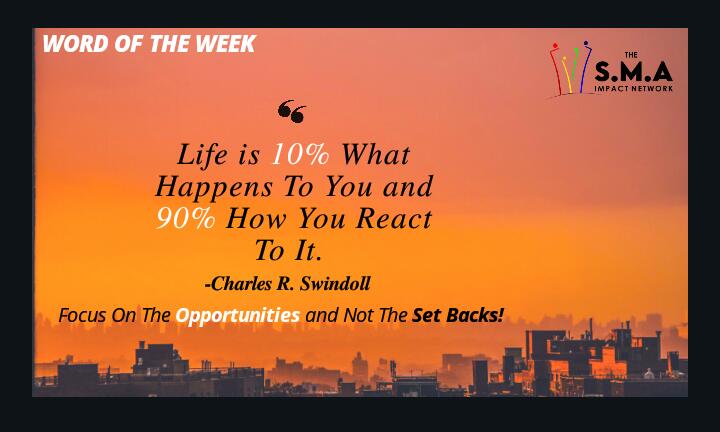 WORD OF THE WEEK
THE
S.M.A
IMPACT NETWORK
❝
Life is 10% What
Happens To You and
90% How You React
To It.
-Charles R. Swindoll
Focus On The Opportunities and Not The Set Backs!